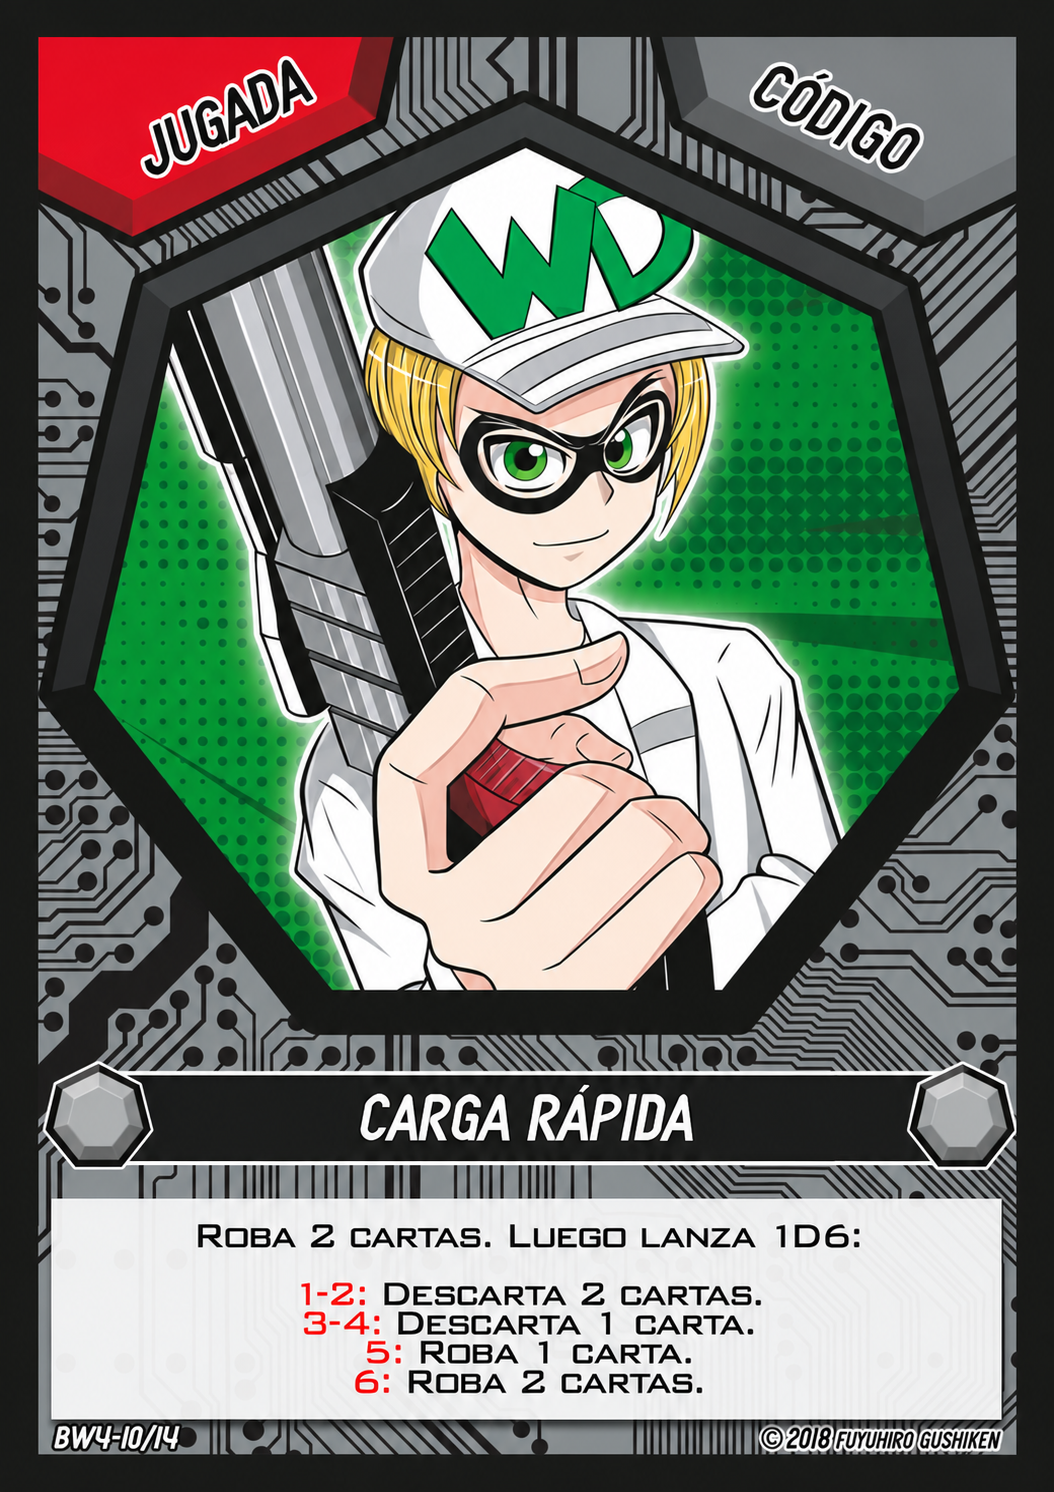 JUGADA
CÓDIGO
WD
CARGA RÁPIDA
ROBA 2 CARTAS. LUEGO LANZA 1D6:
1-2: DESCARTA 2 CARTAS.
3-4: DESCARTA 1 CARTA.
5: ROBA 1 CARTA.
6: ROBA 2 CARTAS.
BW4-10/14
© 2018 FUYUHIRO GUSHIKEN